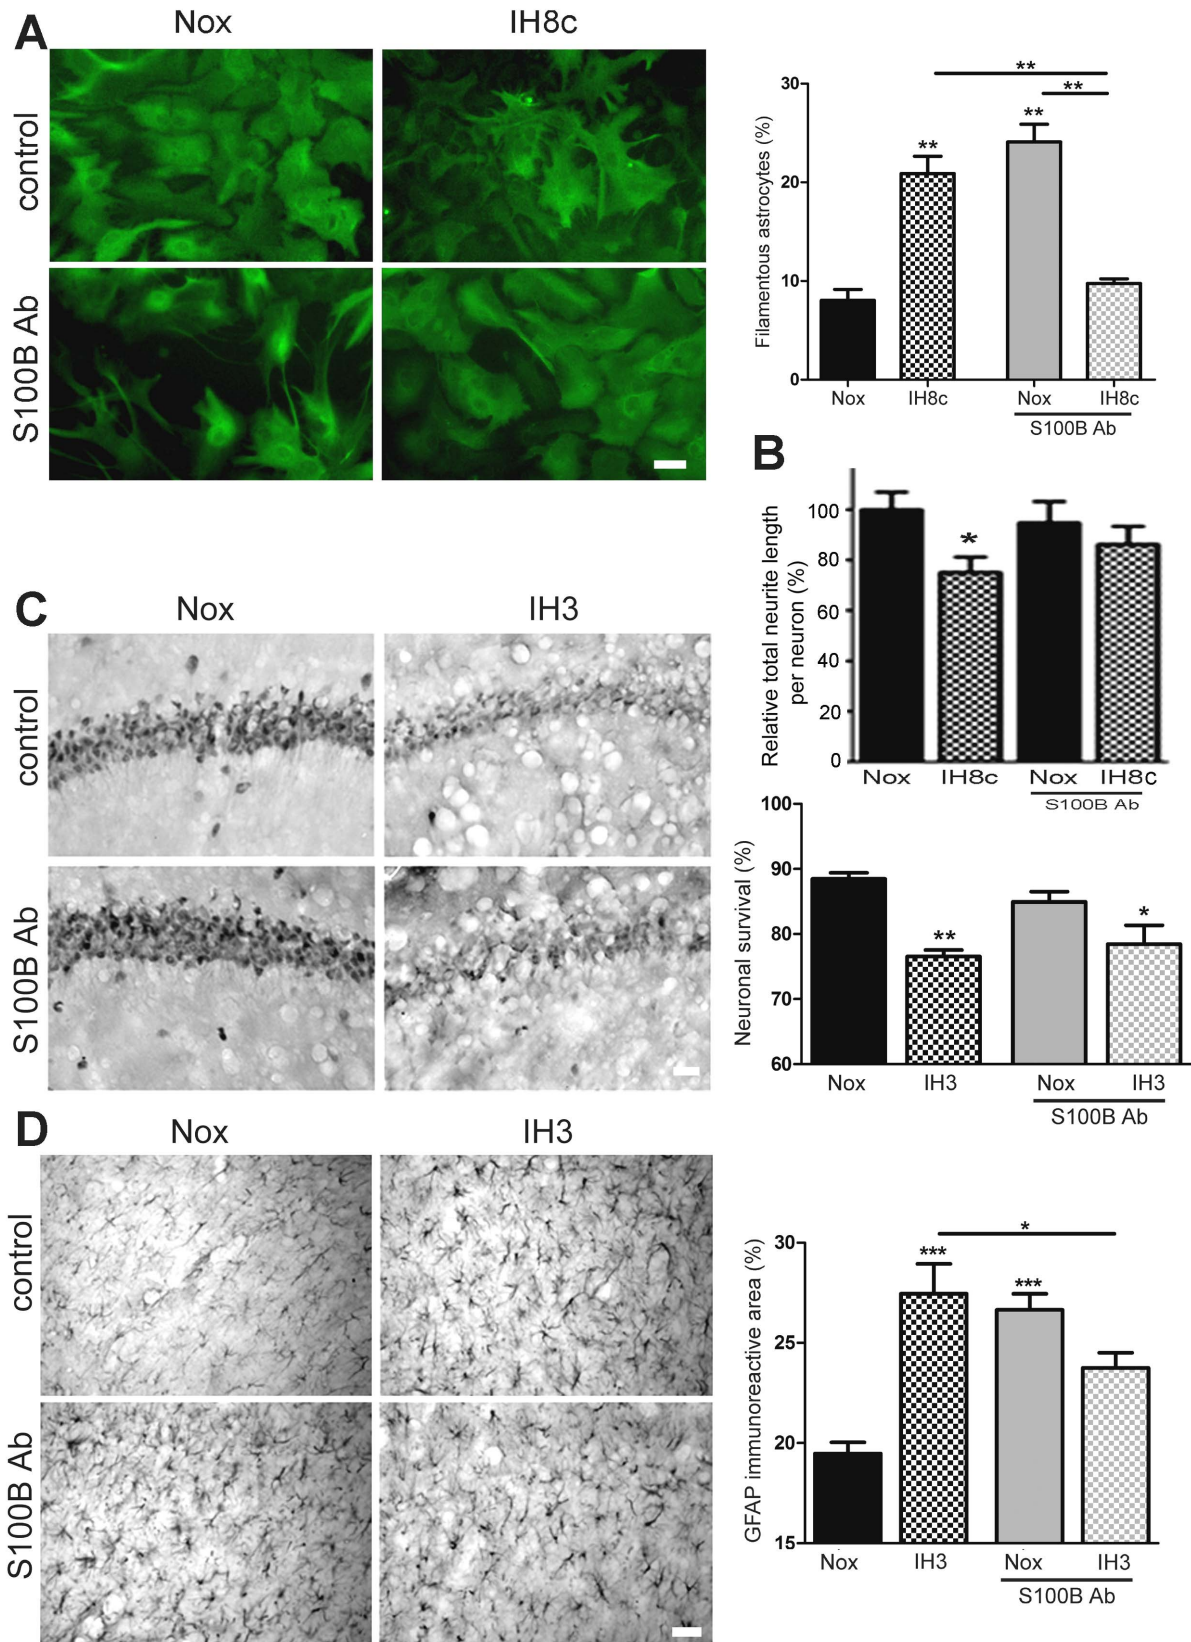 A
Nox
IH8c
control
S100B Ab
Filamentous astrocytes (%)
30
20
10
0
**
**
**
**
Nox
IH8c
Nox
IH8c
S100B Ab
B
Relative total neurite length
per neuron (%)
100
80
60
40
20
0
*
Nox
IH8c
Nox
IH8c
S100B Ab
C
Nox
IH3
control
S100B Ab
Neuronal survival (%)
100
90
80
70
60
**
*
Nox
IH3
Nox
IH3
S100B Ab
D
Nox
IH3
control
S100B Ab
GFAP immunoreactive area (%)
30
25
20
15
***
***
*
Nox
IH3
Nox
IH3
S100B Ab